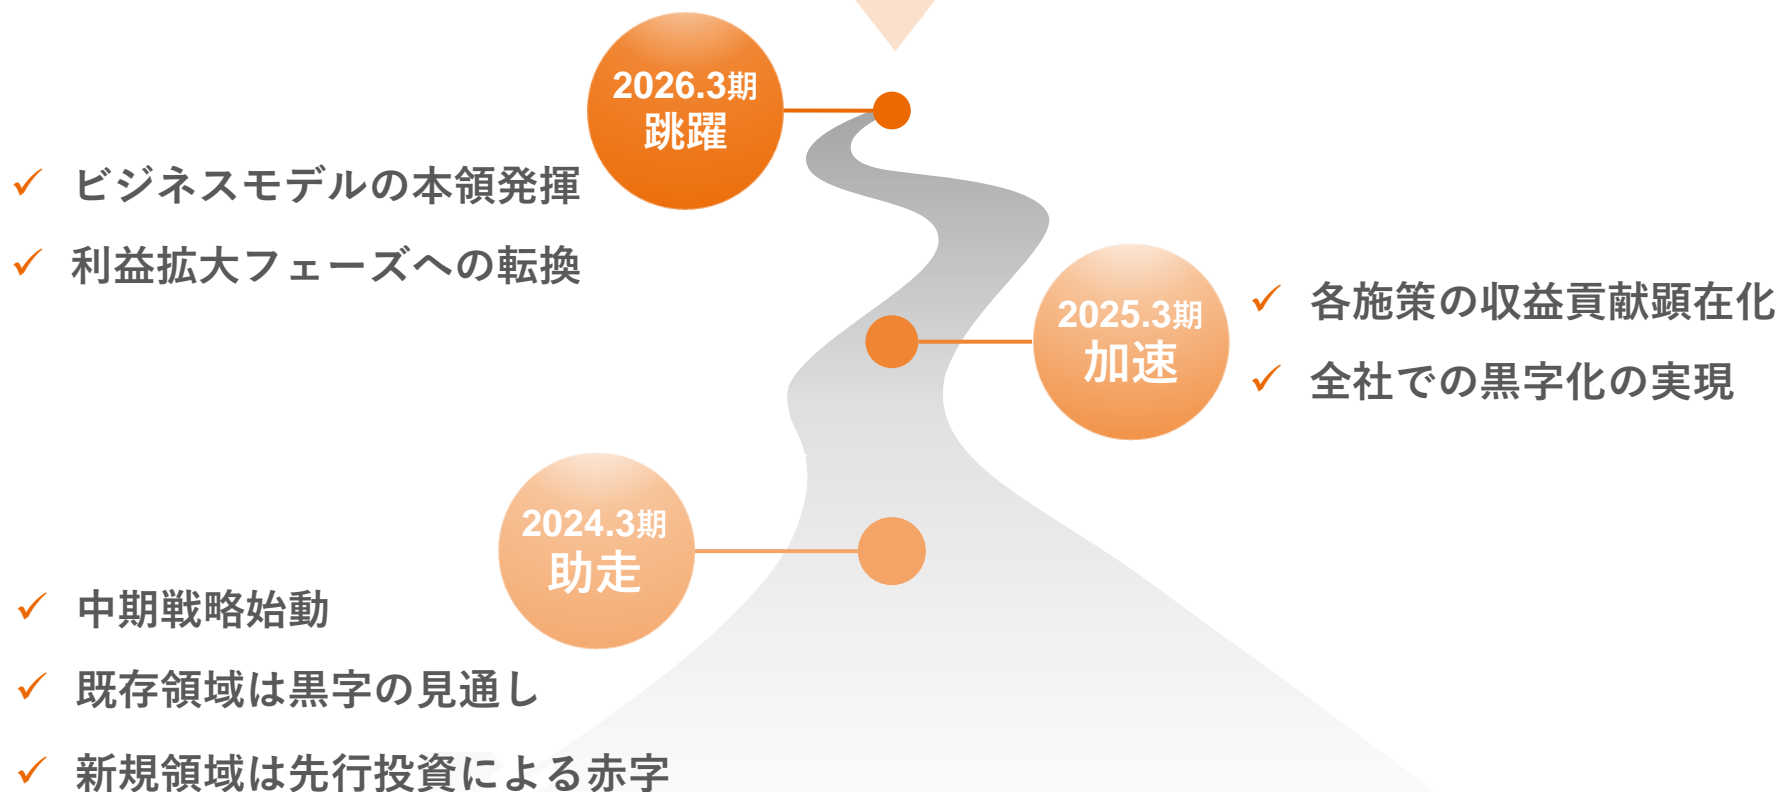 2026.3期
跳躍
✓ ビジネスモデルの本領発揮
✓ 利益拡大フェーズへの転換
2025.3期
加速
✓ 各施策の収益貢献顕在化
✓ 全社での黒字化の実現
2024.3期
助走
✓ 中期戦略始動
✓ 既存領域は黒字の見通し
✓ 新規領域は先行投資による赤字